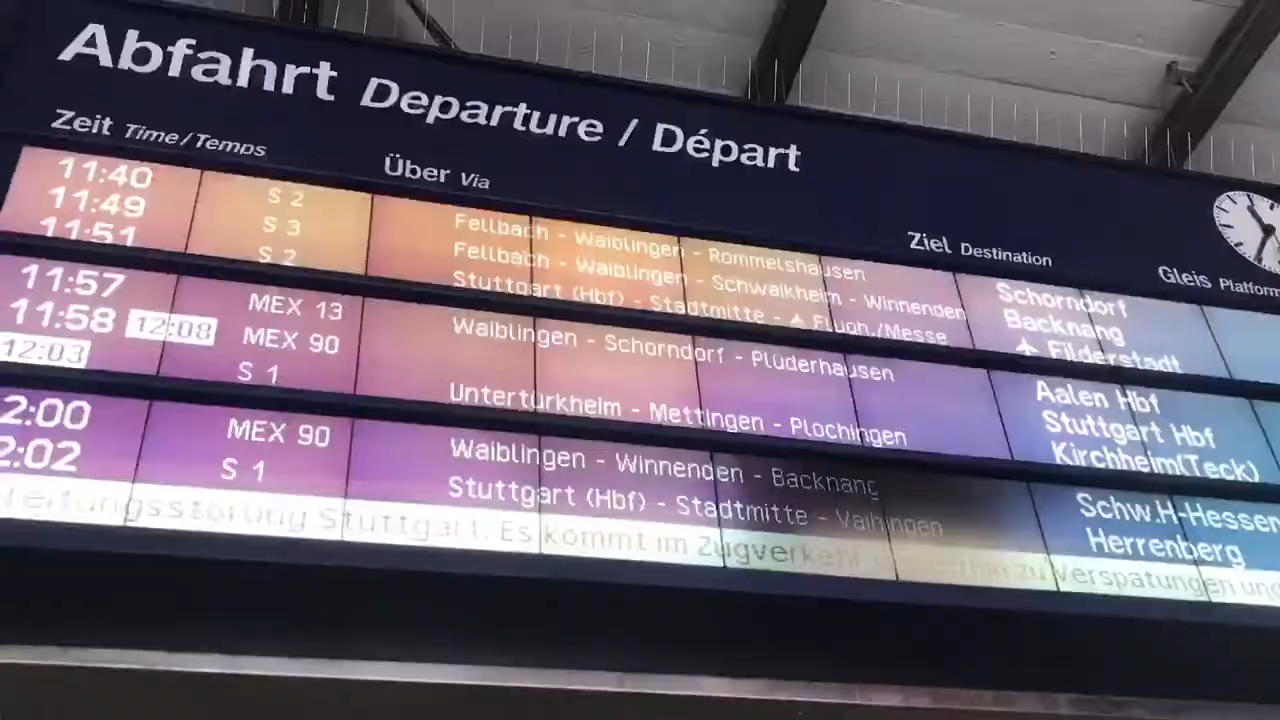 Abfahrt Departure / Départ
Zeit Time / Temps
Über Via
Ziel Destination
Gleis Platform
11:40 S 2 Fellbach - Waiblingen - Rommelshausen Schorndorf
11:49 S 3 Fellbach - Waiblingen - Schwaikheim - Winnenden Backnang
11:51 S 2 Stuttgart (Hbf) - Stadtmitte - Flugh./Messe Filderstadt
11:57 MEX 13 Waiblingen - Schorndorf - Plüderhausen Aalen Hbf
11:58 12:08 MEX 90 Stuttgart Hbf
12:03 S 1 Untertürkheim - Mettingen - Plochingen Kirchheim(Teck)
2:00 MEX 90 Waiblingen - Winnenden - Backnang Schw.H-Hessen
2:02 S 1 Stuttgart (Hbf) - Stadtmitte - Vaihingen Herrenberg
Stuttgart. Es kommt im Zugverkehr zu Verspätungen und